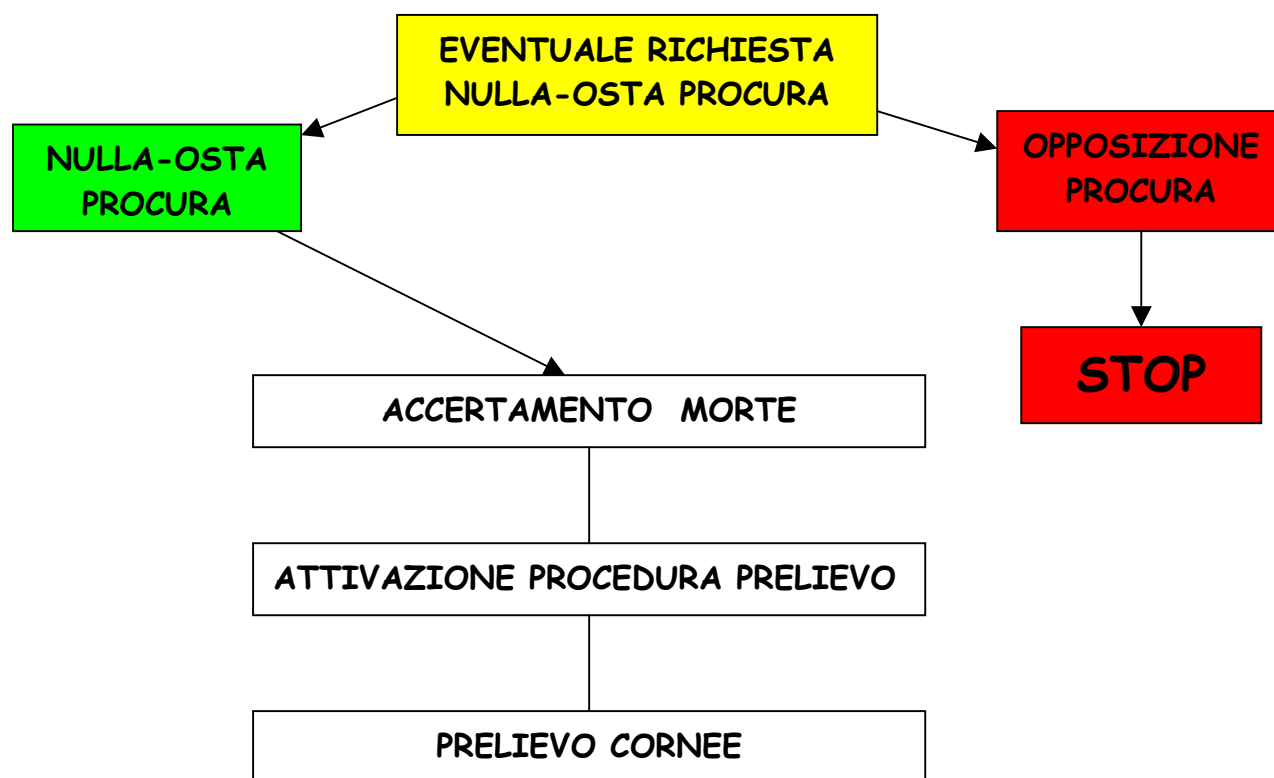 EVENTUALE RICHIESTA
NULLA-OSTA PROCURA
NULLA-OSTA
PROCURA
OPPOSIZIONE
PROCURA
STOP
ACCERTAMENTO MORTE
ATTIVAZIONE PROCEDURA PRELIEVO
PRELIEVO CORNEE